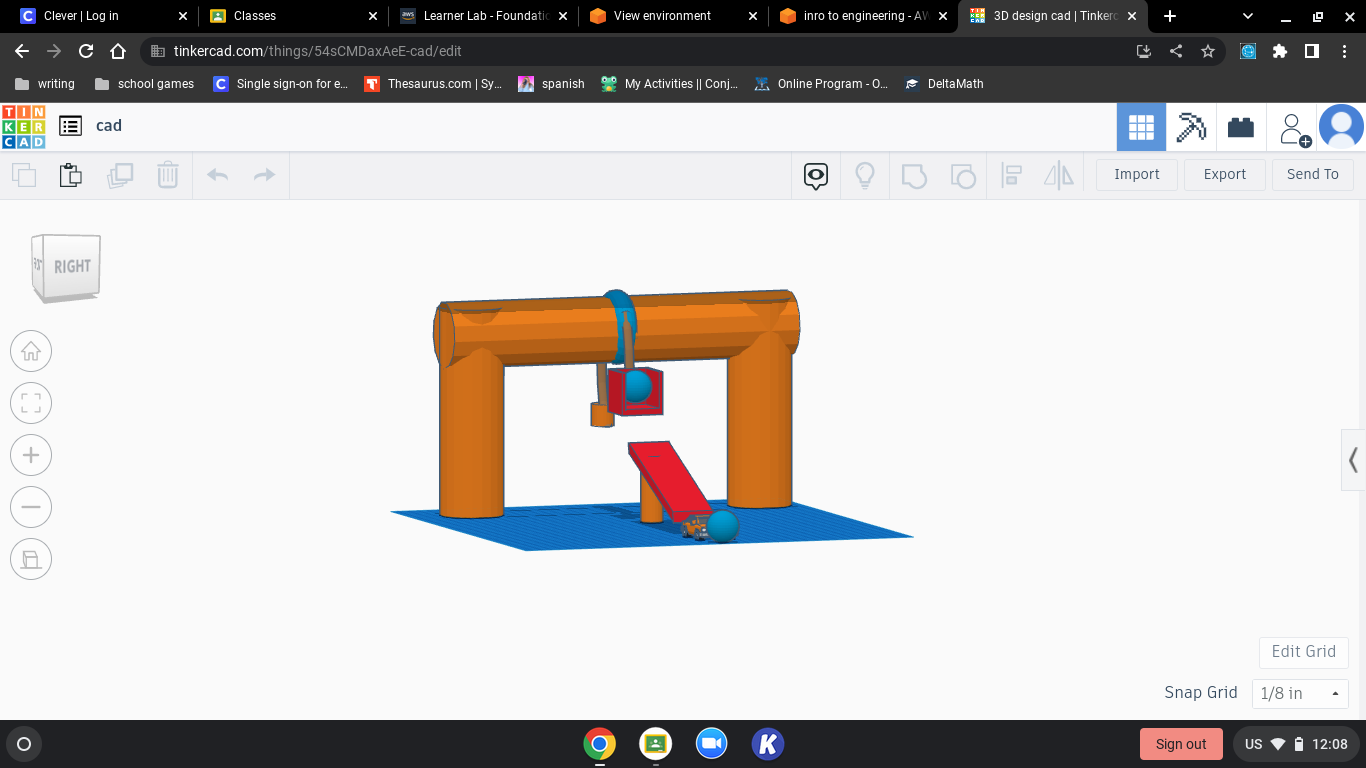 Clever | Log in
Classes
Learner Lab - Foundatic
View environment
inro to engineering - AW
3D design cad | Tinkerc
tinkercad.com/things/54sCMDaxAeE-cad/edit
writing
school games
Single sign-on for e...
Thesaurus.com | Sy...
spanish
My Activities || Conj...
Online Program - O...
DeltaMath
TIN
KER
CAD
cad
Import
Export
Send To
RIGHT
Edit Grid
Snap Grid
1/8 in
Sign out
US
12:08